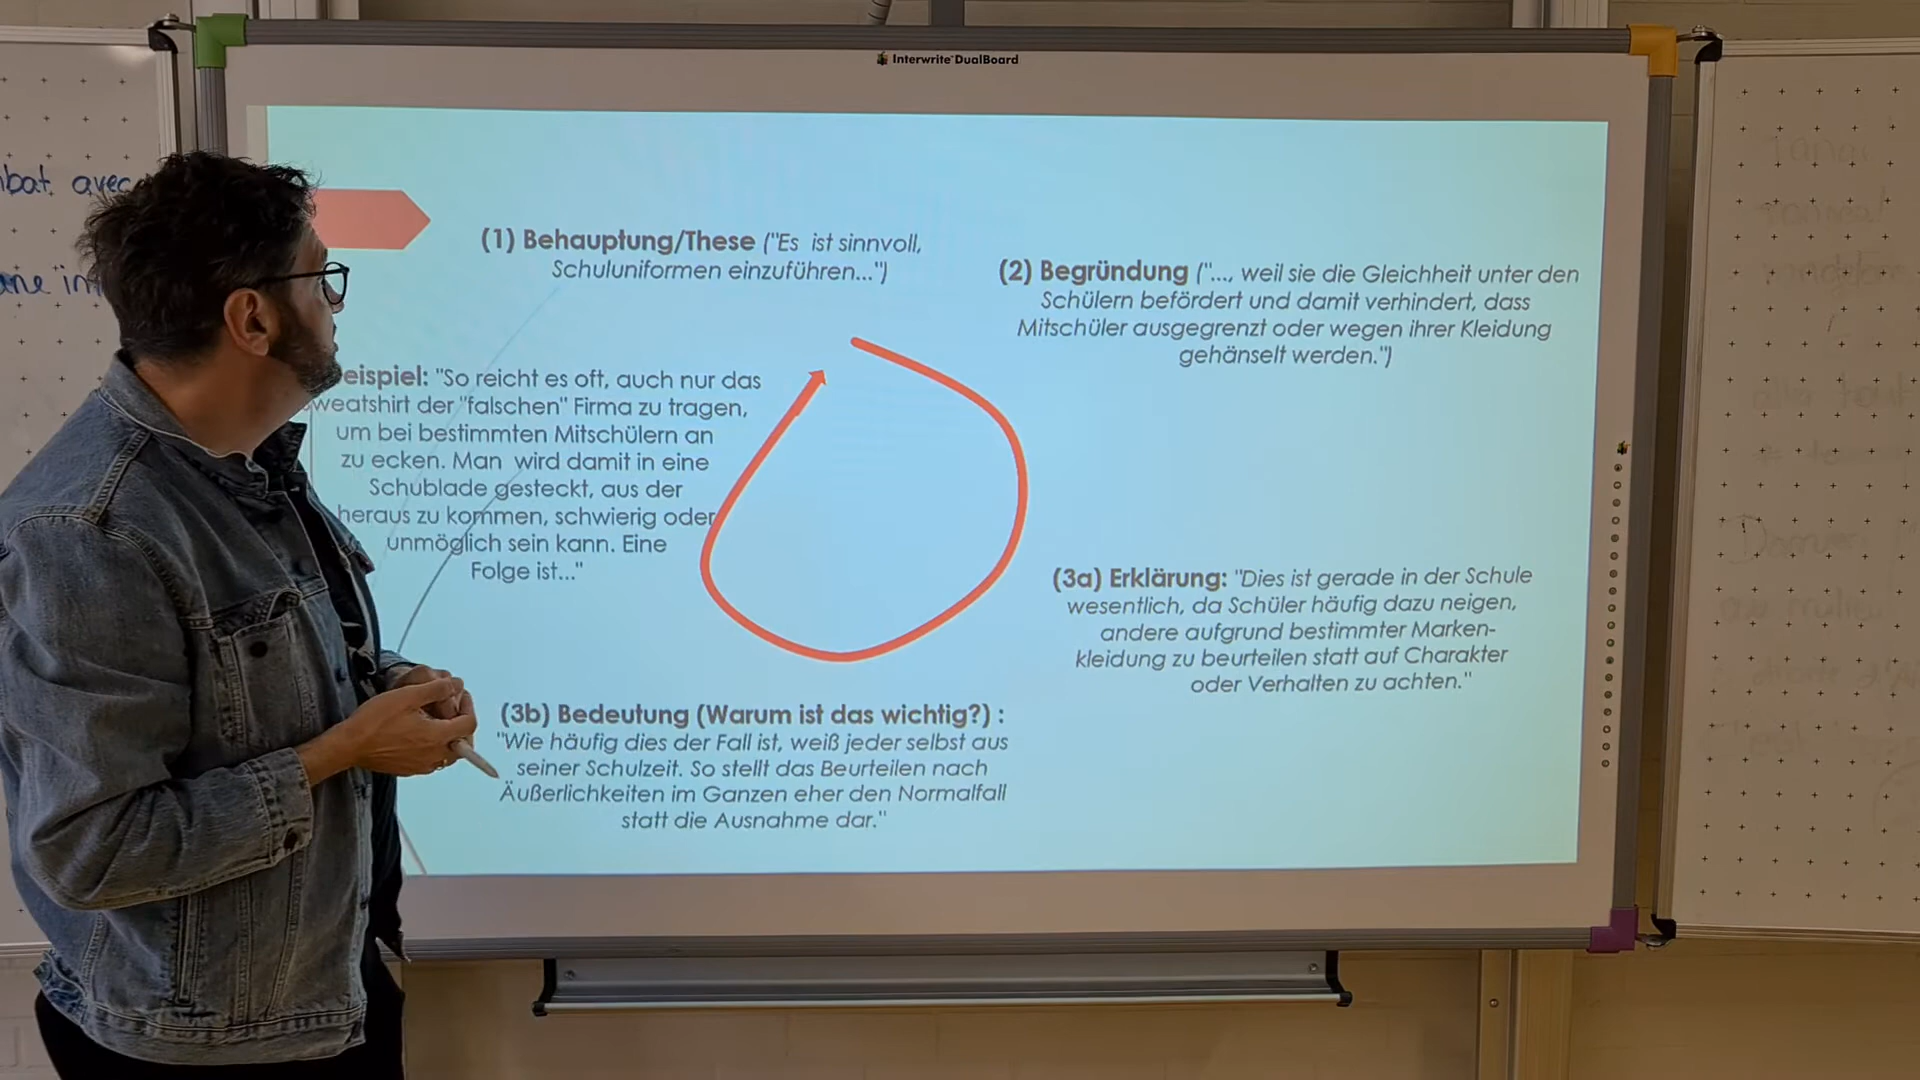 Interwrite DualBoard
bat avec
ane in
(1) Behauptung/These ("Es ist sinnvoll,
Schuluniformen einzuführen...")
(2) Begründung ("..., weil sie die Gleichheit unter den
Schülern befördert und damit verhindert, dass
Mitschüler ausgegrenzt oder wegen ihrer Kleidung
gehänselt werden.")
eispiel: "So reicht es oft, auch nur das
weatshirt der "falschen" Firma zu tragen,
um bei bestimmten Mitschülern an
zu ecken. Man wird damit in eine
Schublade gesteckt, aus der
heraus zu kommen, schwierig oder
unmöglich sein kann. Eine
Folge ist..."
(3a) Erklärung: "Dies ist gerade in der Schule
wesentlich, da Schüler häufig dazu neigen,
andere aufgrund bestimmter Marken-
kleidung zu beurteilen statt auf Charakter
oder Verhalten zu achten."
(3b) Bedeutung (Warum ist das wichtig?) :
"Wie häufig dies der Fall ist, weiß jeder selbst aus
seiner Schulzeit. So stellt das Beurteilen nach
Äußerlichkeiten im Ganzen eher den Normalfall
statt die Ausnahme dar."